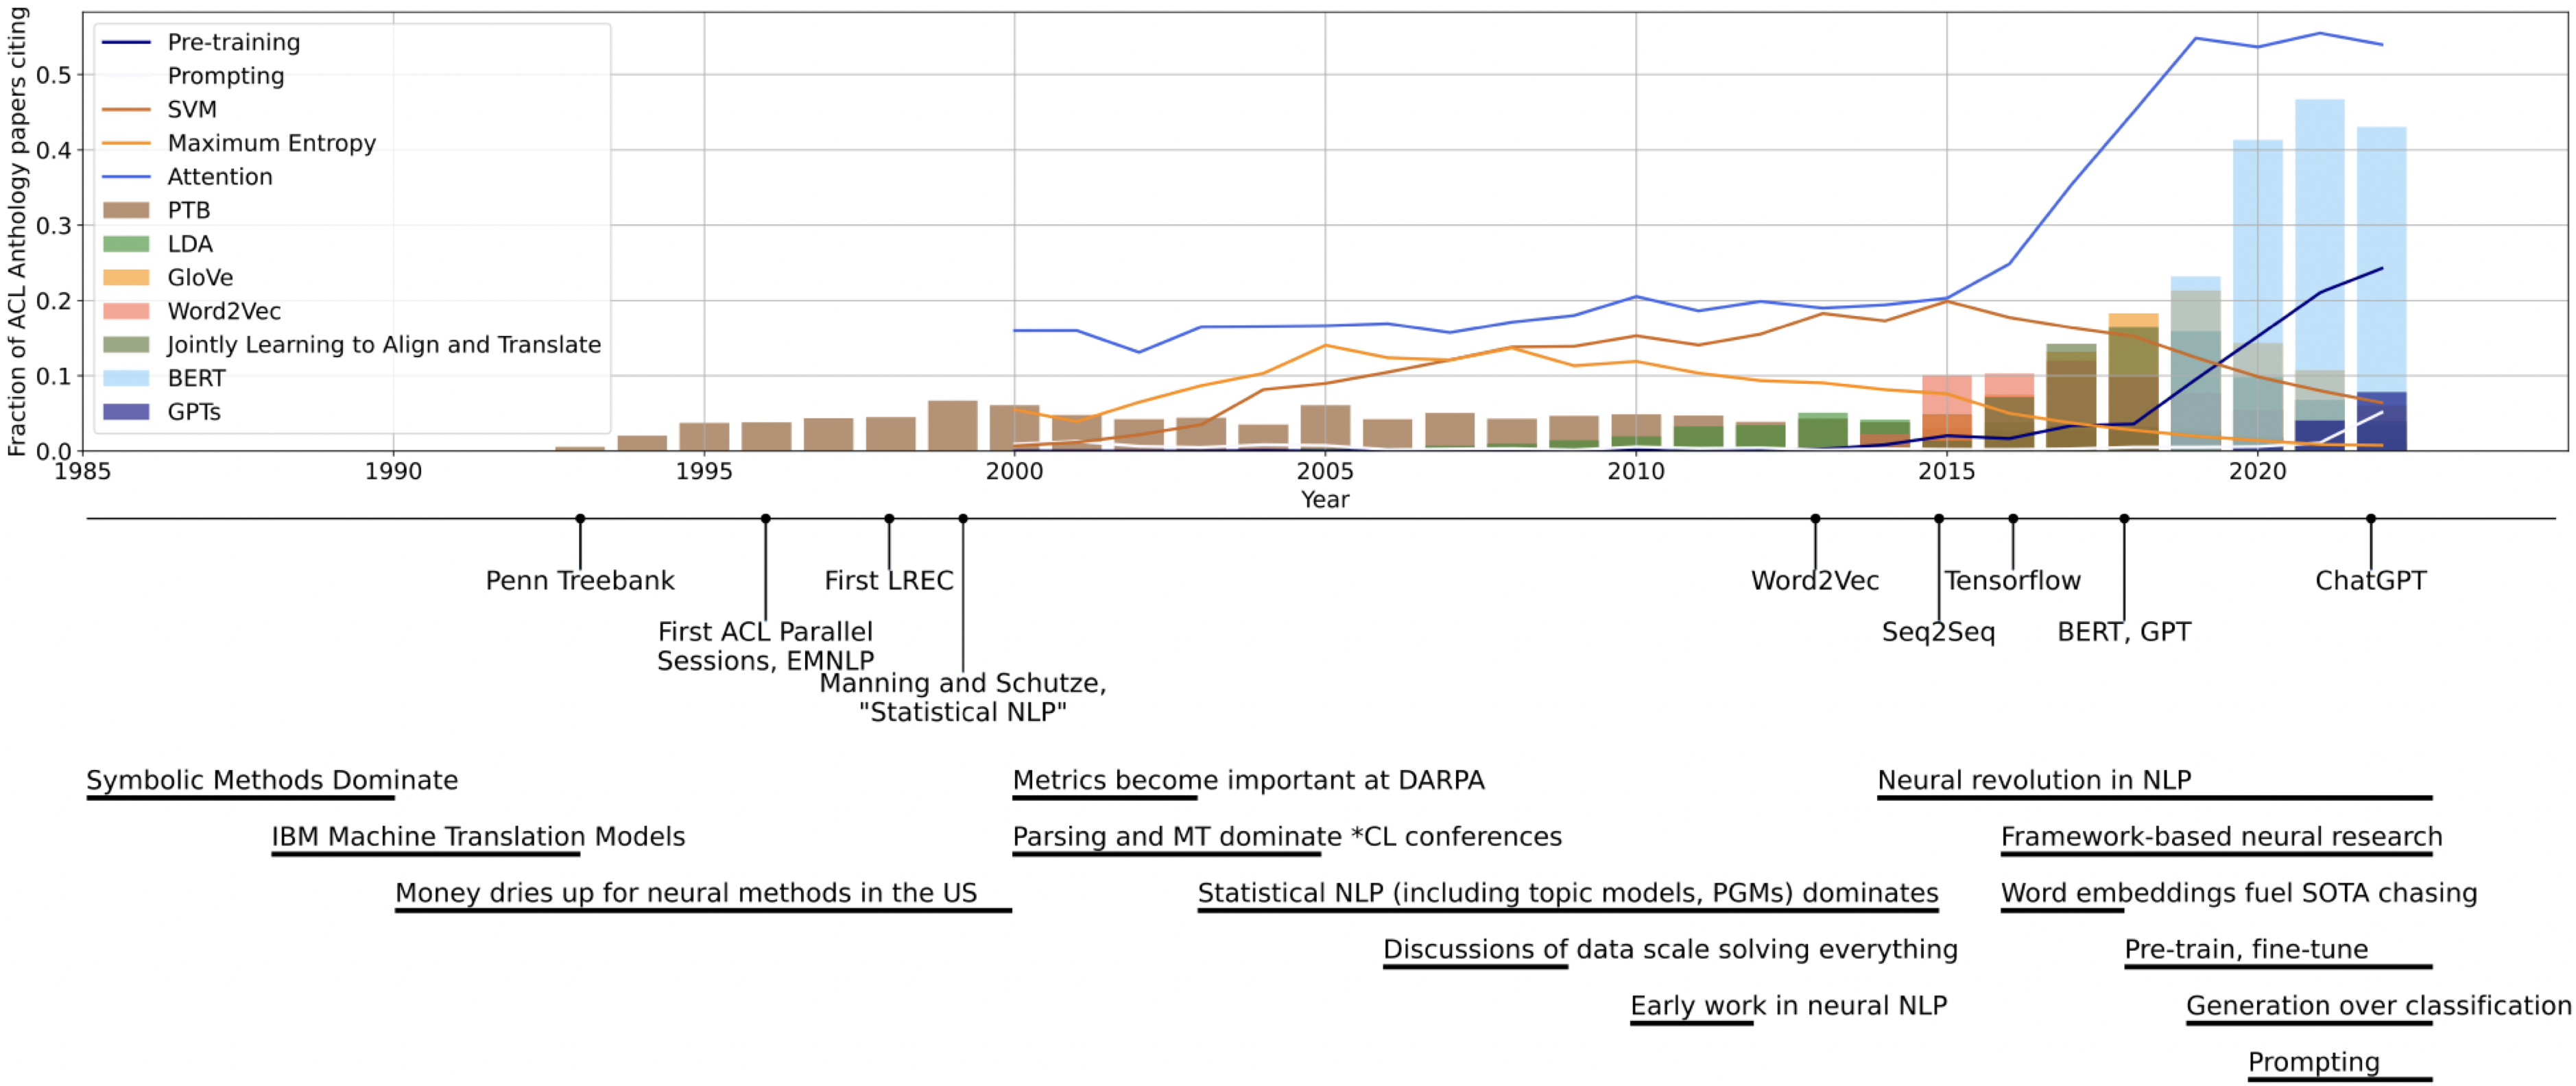 Fraction of ACL Anthology papers citing
Pre-training
Prompting
SVM
Maximum Entropy
Attention
PTB
LDA
GloVe
Word2Vec
Jointly Learning to Align and Translate
BERT
GPTs
0.5
0.4
0.3
0.2
0.1
0.0
1985
1990
1995
2000
2005
2010
2015
2020
Year
Penn Treebank
First LREC
Word2Vec
Tensorflow
ChatGPT
First ACL Parallel
Sessions, EMNLP
Seq2Seq
BERT, GPT
Manning and Schutze,
"Statistical NLP"
Symbolic Methods Dominate
Metrics become important at DARPA
Neural revolution in NLP
IBM Machine Translation Models
Parsing and MT dominate *CL conferences
Framework-based neural research
Money dries up for neural methods in the US
Statistical NLP (including topic models, PGMs) dominates
Word embeddings fuel SOTA chasing
Discussions of data scale solving everything
Pre-train, fine-tune
Early work in neural NLP
Generation over classification
Prompting